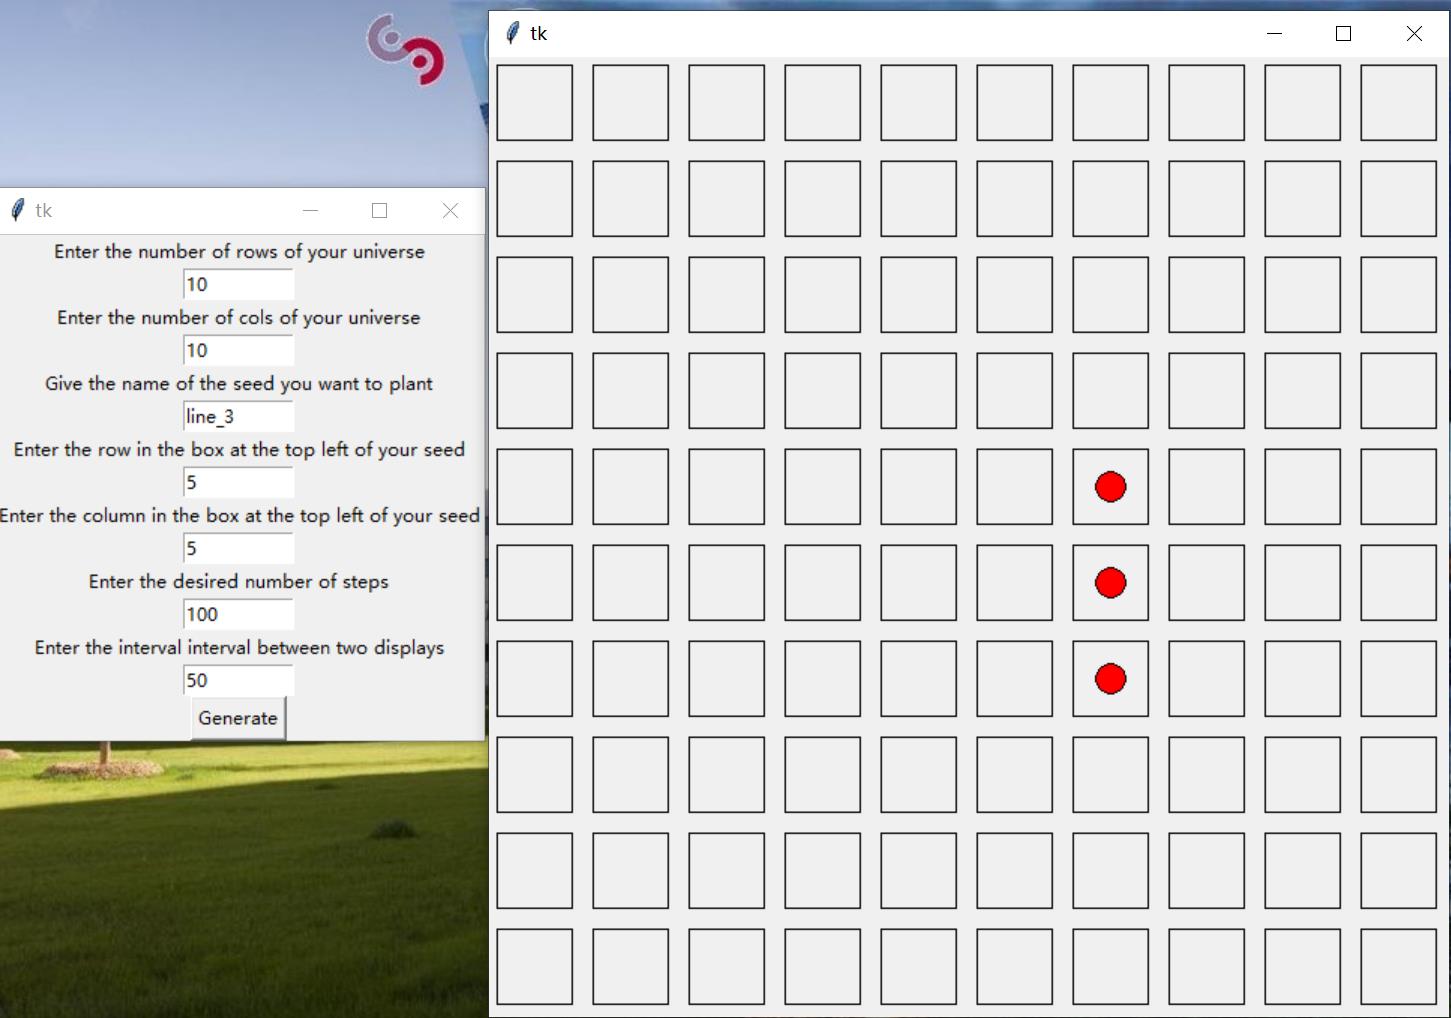 tk
Enter the number of rows of your universe
10
Enter the number of cols of your universe
10
Give the name of the seed you want to plant
line_3
Enter the row in the box at the top left of your seed
5
Enter the column in the box at the top left of your seed
5
Enter the desired number of steps
100
Enter the interval interval between two displays
50
Generate
tk